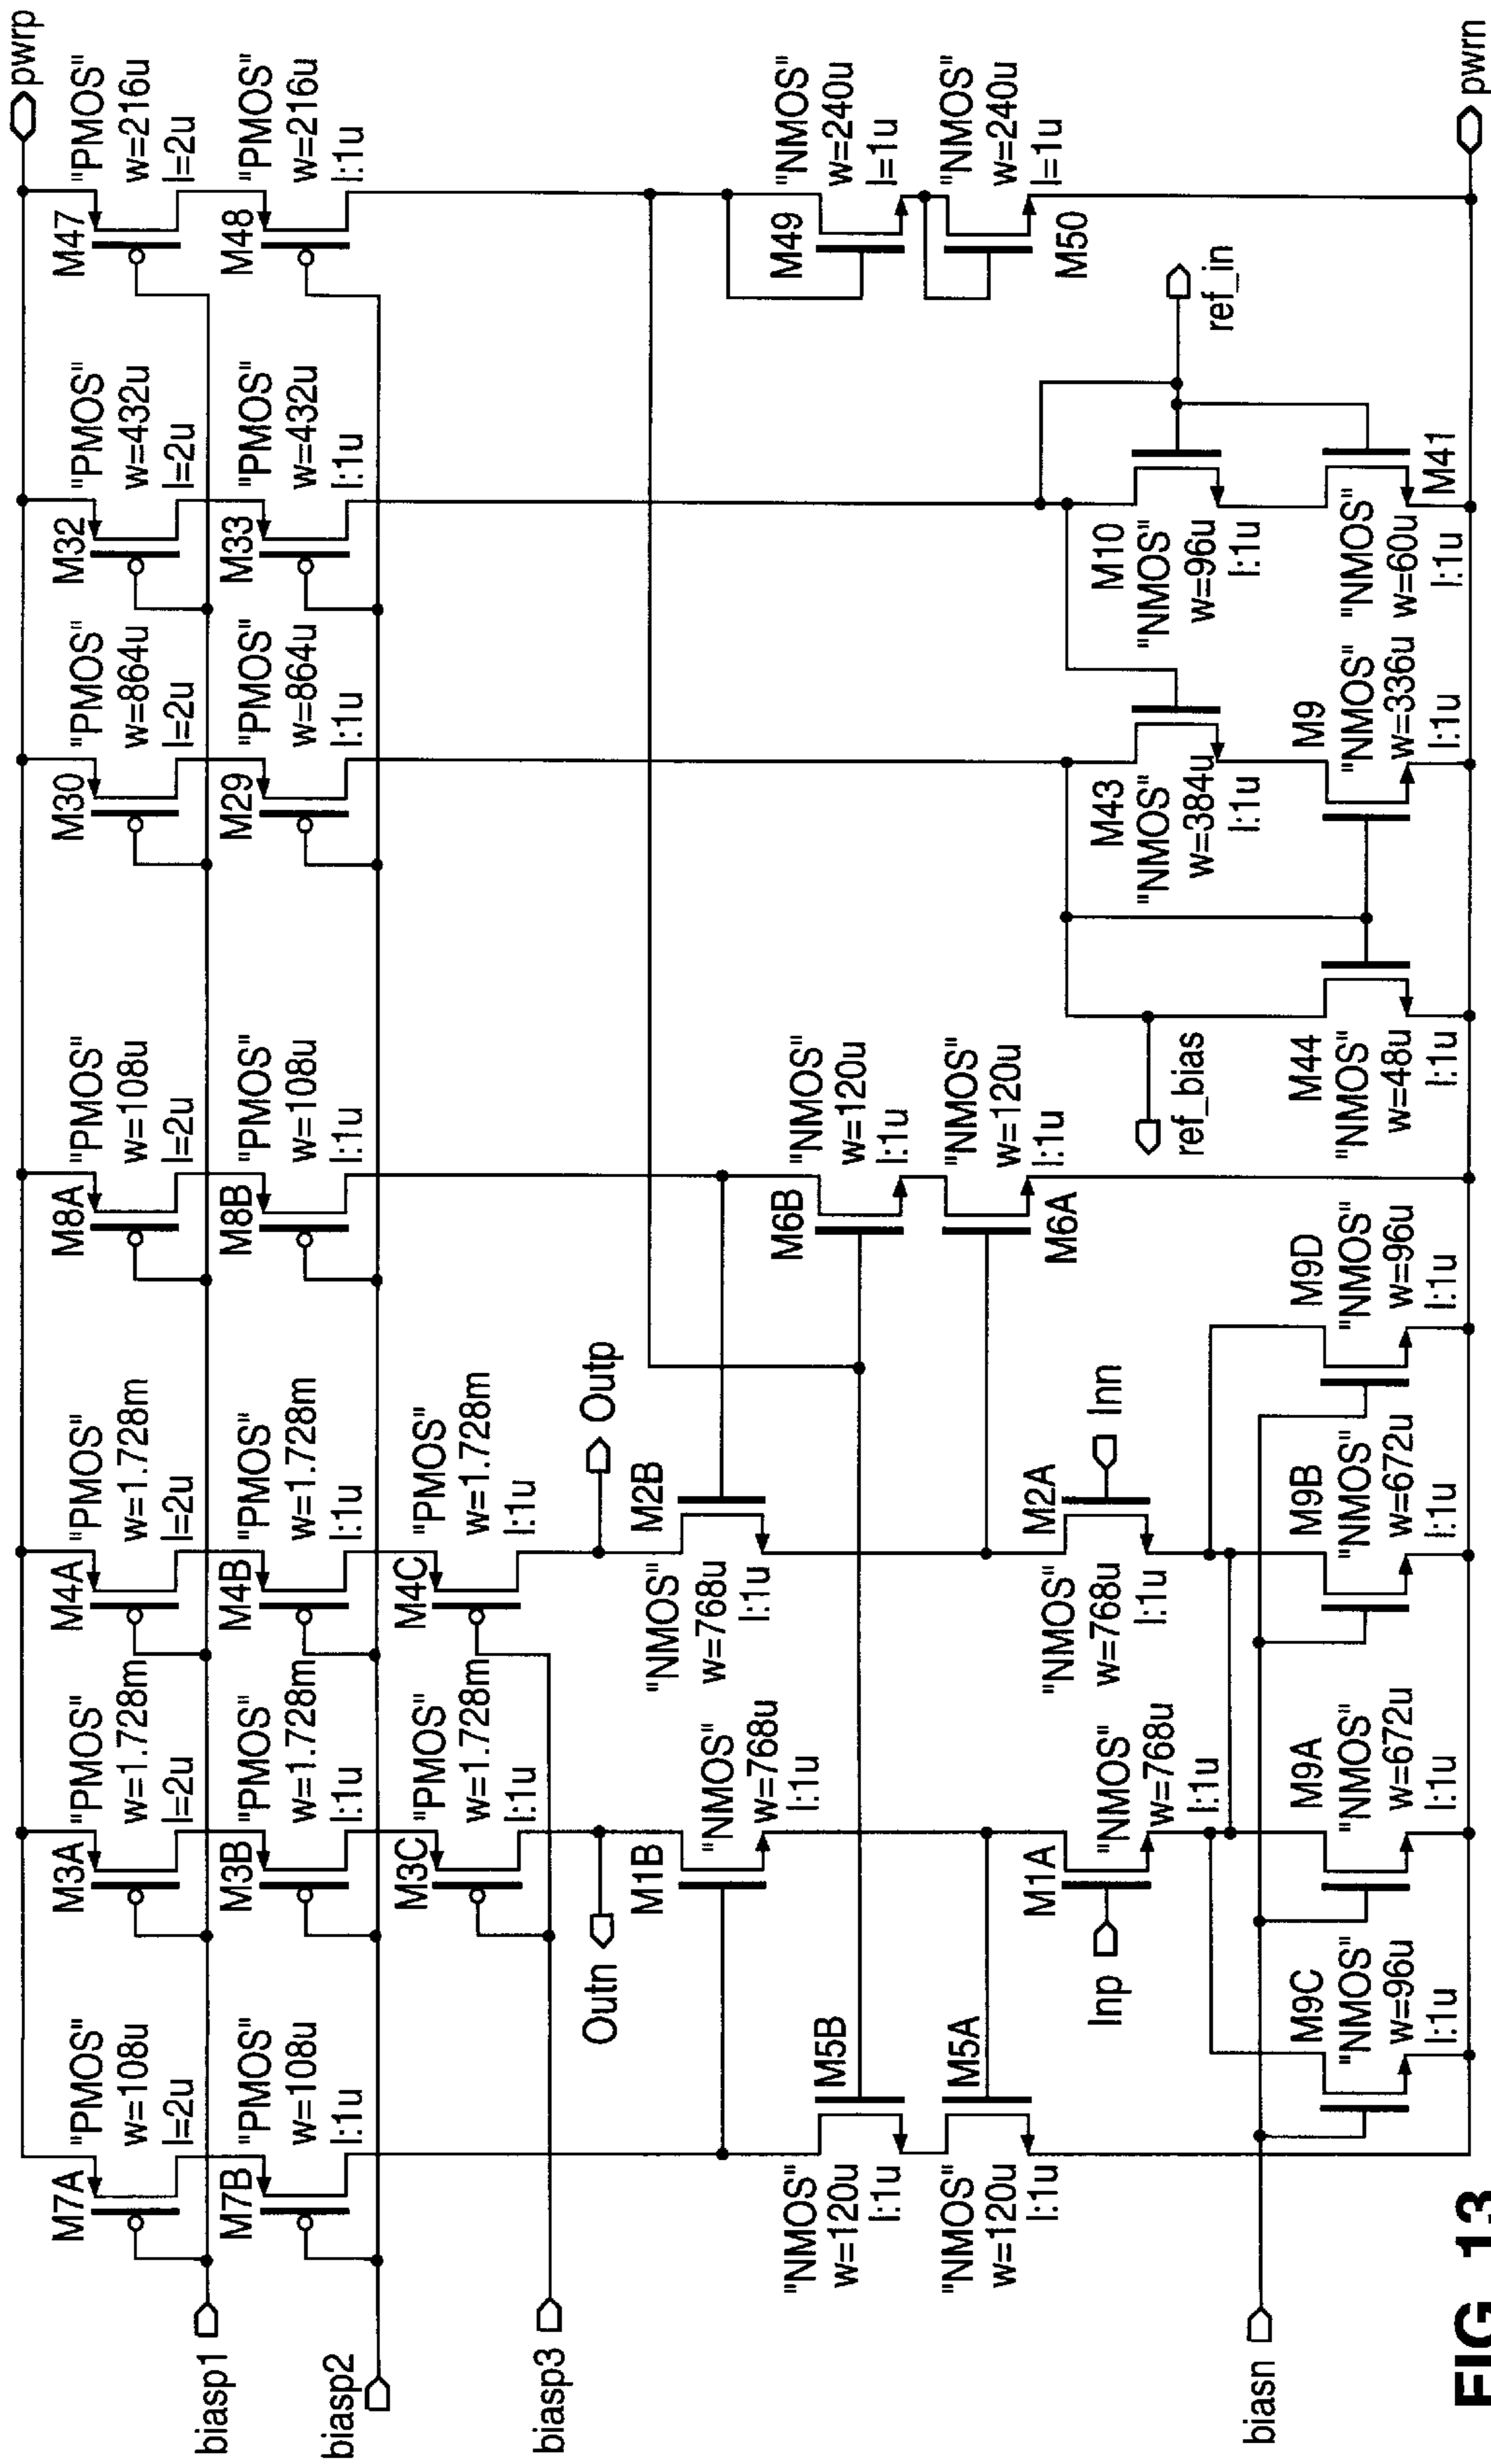 pwrp
M7A
"PMOS"
w=108u
l=2u
M7B
"PMOS"
w=108u
l:1u
M3A
"PMOS"
w=1.728m
l=2u
M3B
"PMOS"
w=1.728m
l:1u
M3C
"PMOS"
w=1.728m
l:1u
M4A
"PMOS"
w=1.728m
l=2u
M4B
"PMOS"
w=1.728m
l:1u
M4C
"PMOS"
w=1.728m
l:1u
M8A
"PMOS"
w=108u
l=2u
M8B
"PMOS"
w=108u
l:1u
M30
"PMOS"
w=864u
l=2u
M29
"PMOS"
w=864u
l:1u
M32
"PMOS"
w=432u
l=2u
M33
"PMOS"
w=432u
l:1u
M47
"PMOS"
w=216u
l=2u
M48
"PMOS"
w=216u
l:1u
biasp1
biasp2
biasp3
Outn
Outp
M1B
"NMOS"
w=768u
l:1u
M2B
"NMOS"
w=768u
l:1u
M5B
"NMOS"
w=120u
l:1u
M5A
"NMOS"
w=120u
l:1u
M6B
"NMOS"
w=120u
l:1u
M6A
"NMOS"
w=120u
l:1u
M49
"NMOS"
w=240u
l=1u
M50
"NMOS"
w=240u
l=1u
Inp
M1A
"NMOS"
w=768u
l:1u
M2A
"NMOS"
w=768u
l:1u
Inn
ref_bias
M43
"NMOS"
w=384u
l:1u
M10
"NMOS"
w=96u
l:1u
ref_in
biasn
M9C
"NMOS"
w=96u
l:1u
M9A
"NMOS"
w=672u
l:1u
M9B
"NMOS"
w=672u
l:1u
M9D
"NMOS"
w=96u
l:1u
M44
"NMOS"
w=48u
l:1u
M9
"NMOS"
w=336u
l:1u
M41
"NMOS"
w=60u
l:1u
pwrn
FIG_13